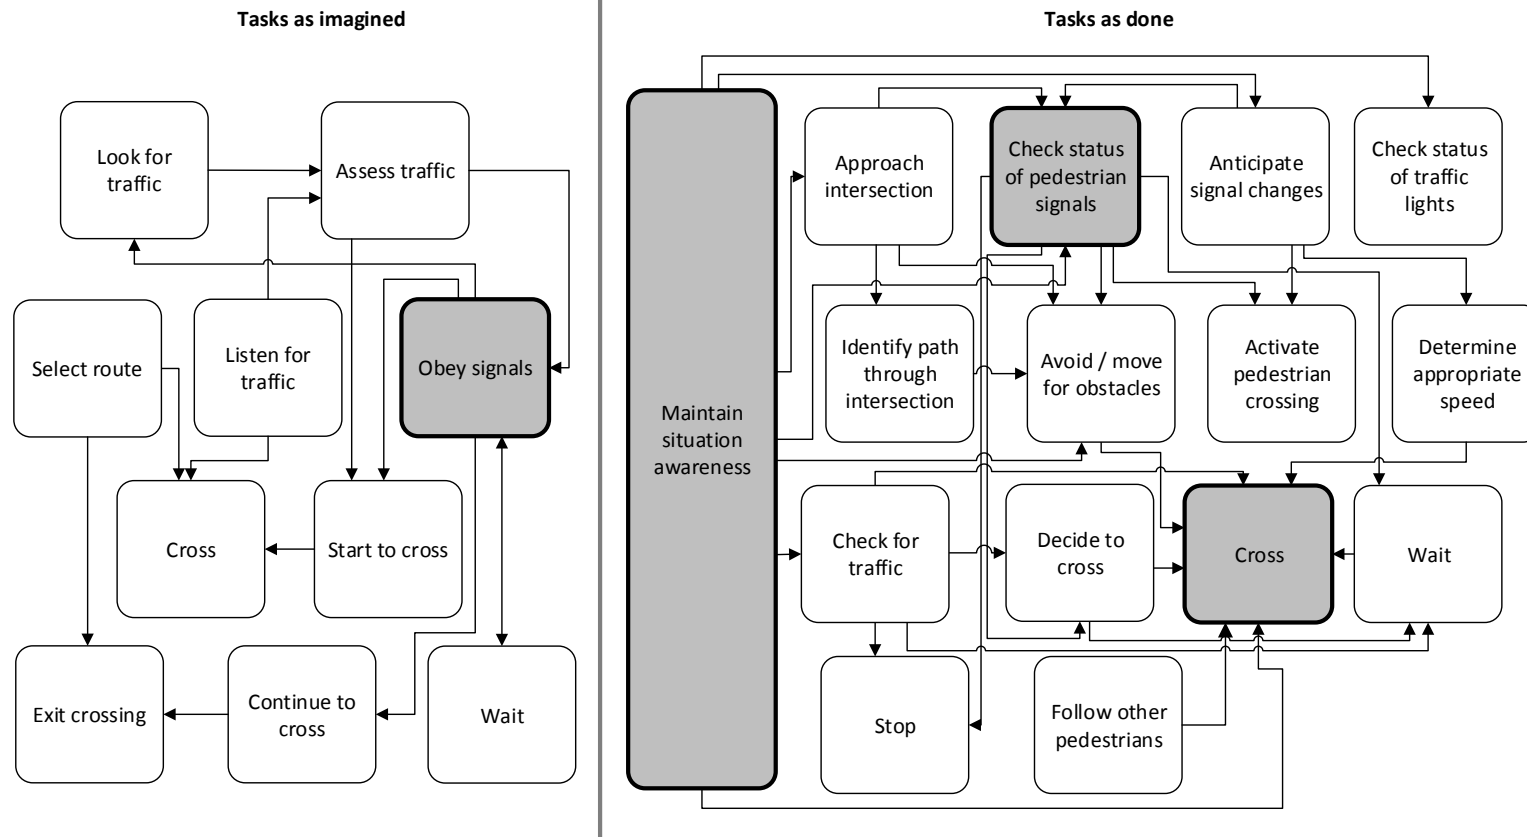 Tasks as imagined
Look for
traffic
Assess traffic
Select route
Listen for
traffic
Obey signals
Cross
Start to cross
Exit crossing
Continue to
cross
Wait
Tasks as done
Maintain
situation
awareness
Approach
intersection
Check status
of pedestrian
signals
Anticipate
signal changes
Check status
of traffic
lights
Identify path
through
intersection
Avoid / move
for obstacles
Activate
pedestrian
crossing
Determine
appropriate
speed
Check for
traffic
Decide to
cross
Cross
Wait
Stop
Follow other
pedestrians